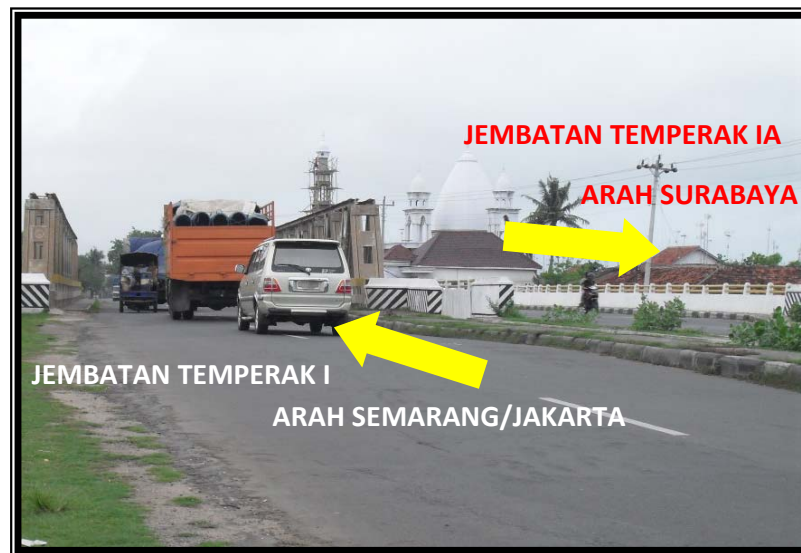 JEMBATAN TEMPERAK IA
ARAH SURABAYA
JEMBATAN TEMPERAK I
ARAH SEMARANG/JAKARTA